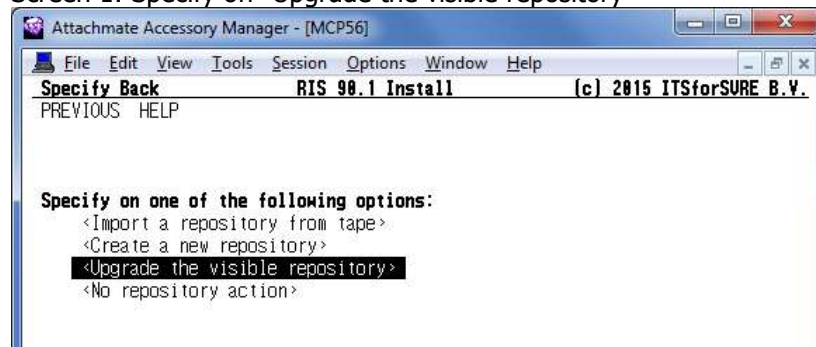 Screen 1: Specify on "Upgrade the visible repository"
Attachmate Accessory Manager - [MCP56]
File Edit View Tools Session Options Window Help
Specify Back RIS 90.1 Install (c) 2015 ITSforSURE B.V.
PREVIOUS HELP
Specify on one of the following options:
<Import a repository from tape>
<Create a new repository>
<Upgrade the visible repository>
<No repository action>